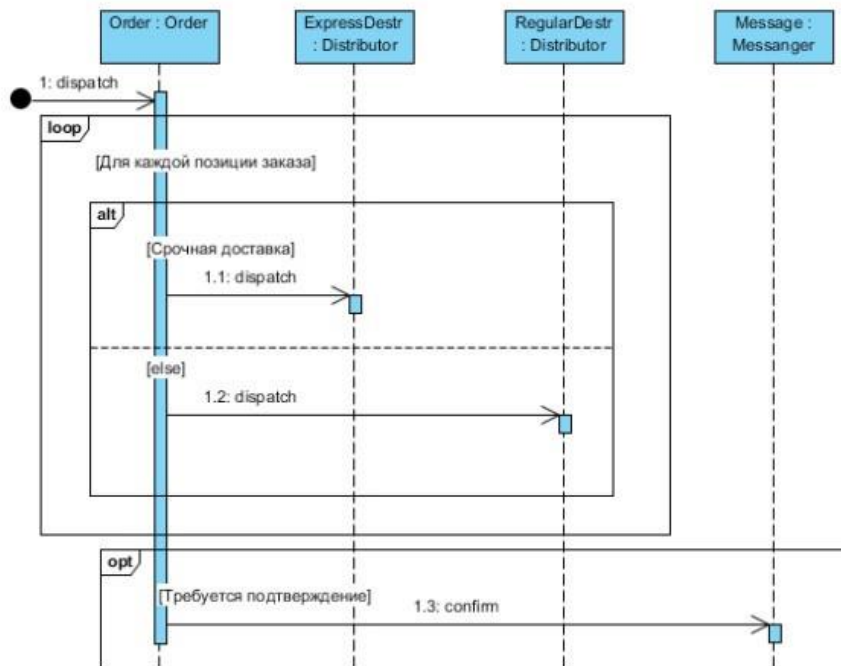 Order : Order
ExpressDestr
: Distributor
RegularDestr
: Distributor
Message :
Messanger
1: dispatch
loop
[Для каждой позиции заказа]
alt
[Срочная доставка]
1.1: dispatch
[else]
1.2: dispatch
opt
[Требуется подтверждение]
1.3: confirm